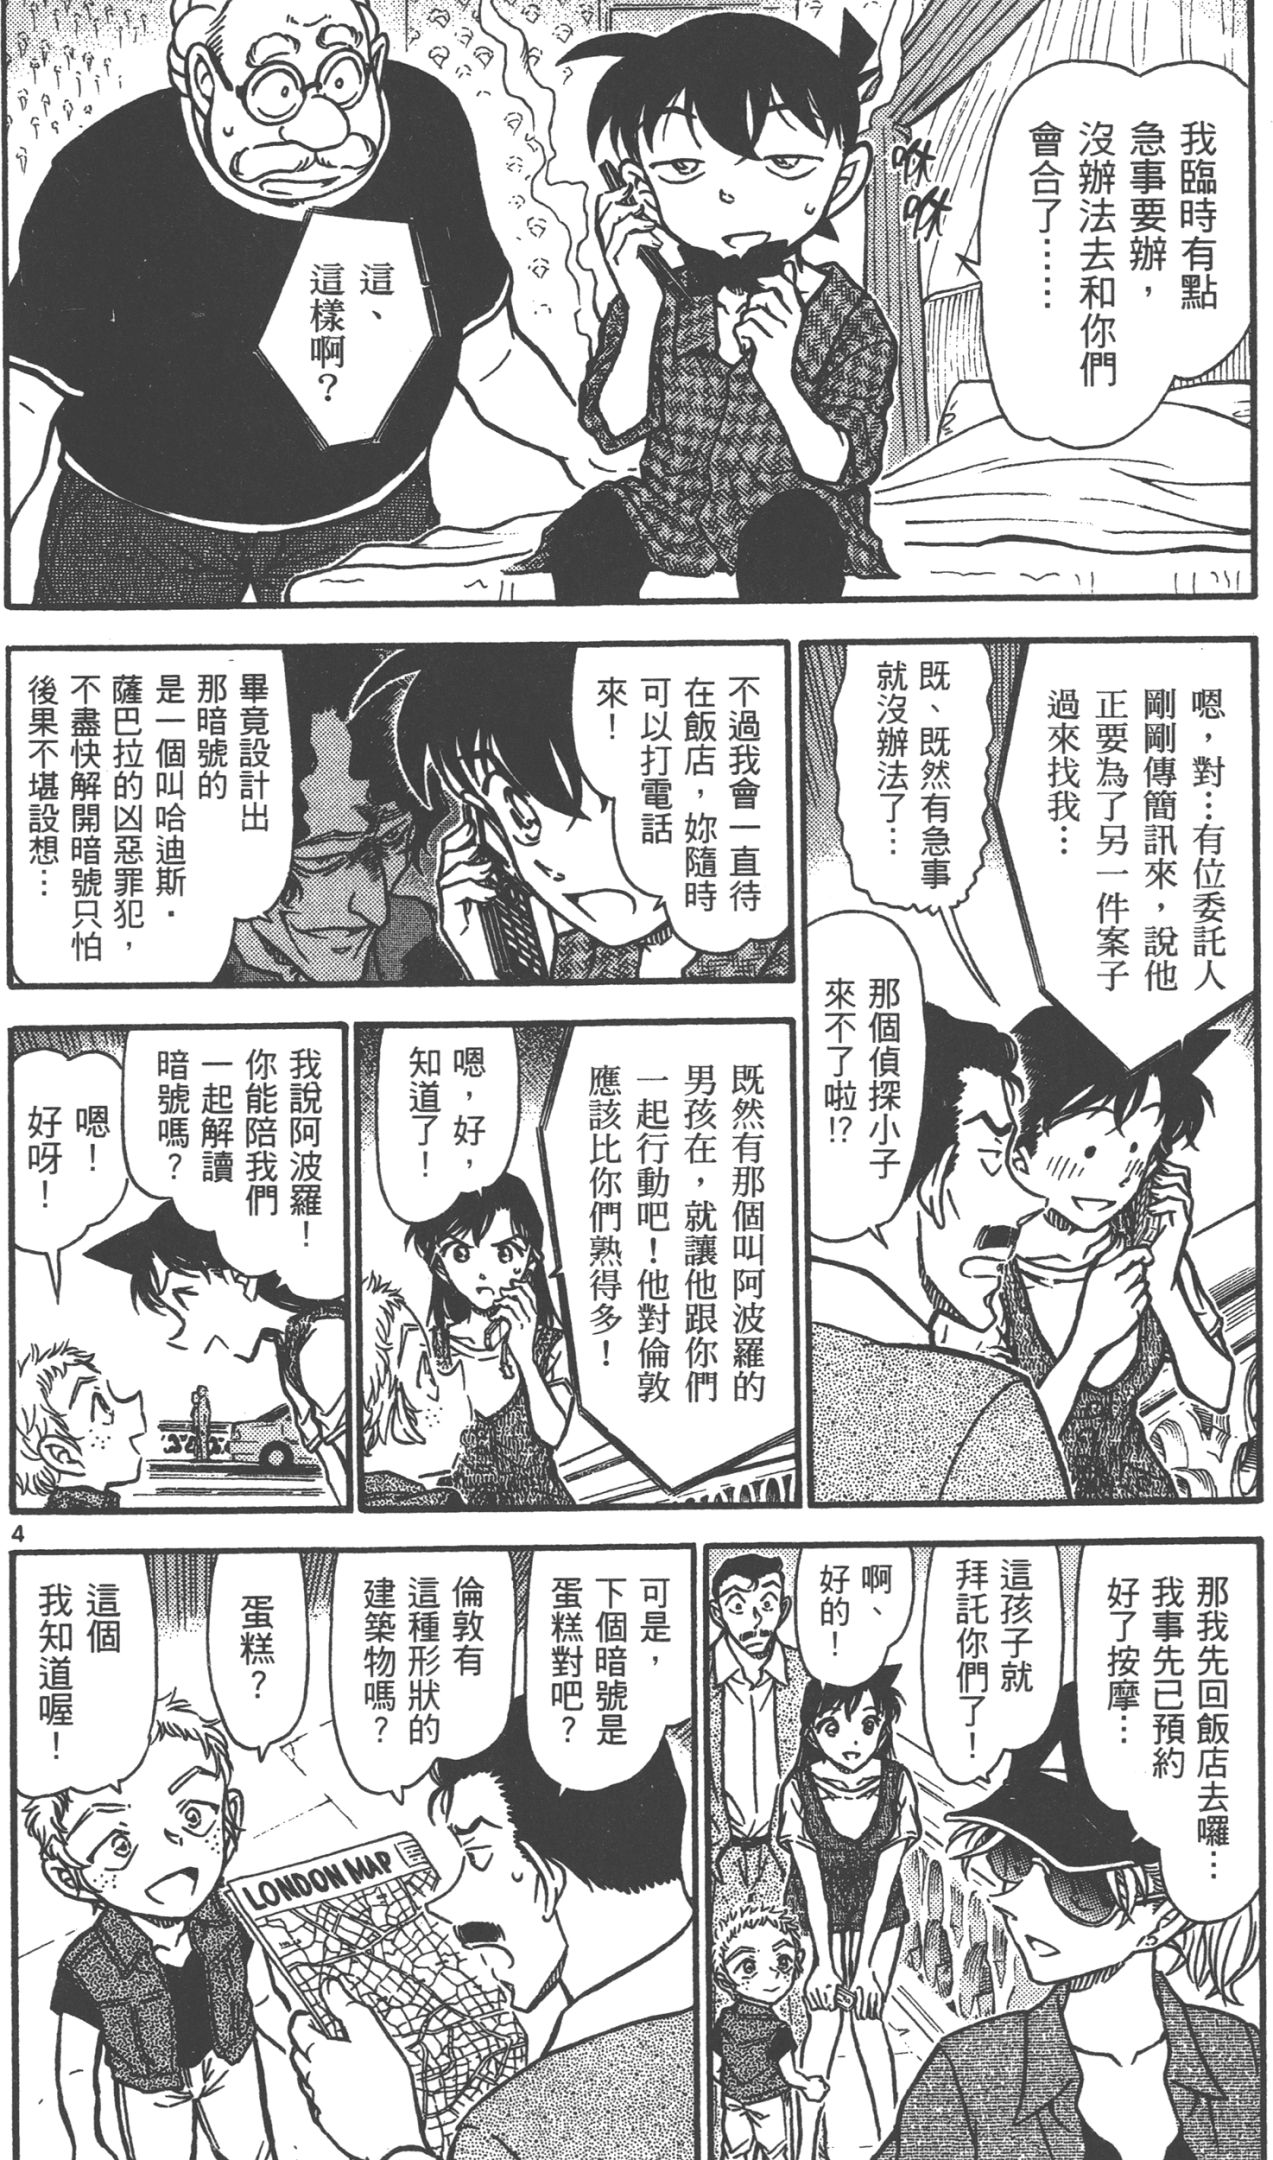 我臨時有點
急事要辦，
沒辦法去和你們
會合了……
咻
咻
這、
這樣啊？
嗯，對…有位委託人
剛剛傳簡訊來，說他
正要為了另一件案子
過來找我…
既、既然有急事
就沒辦法了…
那個偵探小子
來不了啦!?
不過我會一直待
在飯店，妳隨時
可以打電話
來！
畢竟設計出
那暗號的
是一個叫哈迪斯·
薩巴拉的凶惡罪犯，
不盡快解開暗號只怕
後果不堪設想…
既然有那個叫阿波羅的
男孩在，就讓他跟你們
一起行動吧！他對倫敦
應該比你們熟得多！
嗯，好，
知道了！
我說阿波羅！
你能陪我們
一起解讀
暗號嗎？
嗯！
好呀！
4
那我先回飯店去囉…
我事先已預約
好了按摩…
這孩子就
拜託你們了！
啊、
好的！
可是，
下個暗號是
蛋糕對吧？
倫敦有
這種形狀的
建築物嗎？
蛋糕？
這個
我知道喔！
LONDON MAP